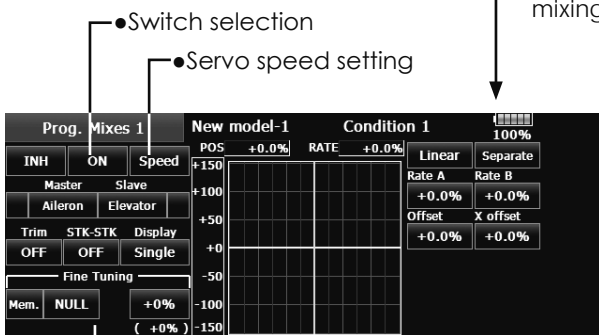 mixing
●Switch selection
●Servo speed setting
Prog. Mixes 1 New model-1 Condition 1 100%
INH ON Speed POS +0.0% RATE +0.0% Linear Separate
Master Slave +150 Rate A Rate B
Aileron Elevator +100 +0.0% +0.0%
Trim STK-STK Display +50 Offset X offset
OFF OFF Single +0 +0.0% +0.0%
Fine Tuning -50
Mem. NULL +0% -100
( +0% ) -150